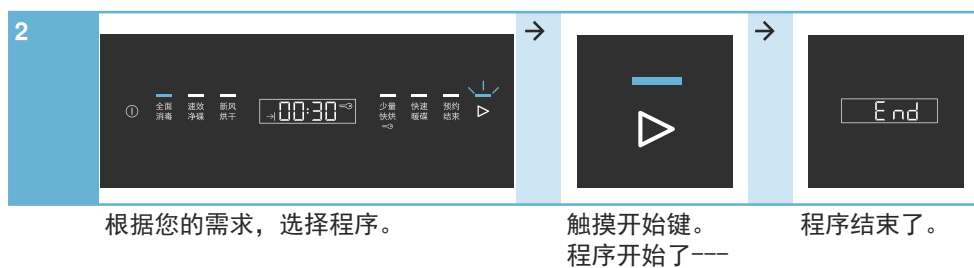 2
→
→
全面
消毒
速效
净碟
新风
烘干
00:30
少量
快烘
快速
暖碟
预约
结束
End
根据您的需求，选择程序。
触摸开始键。
程序开始了---
程序结束了。